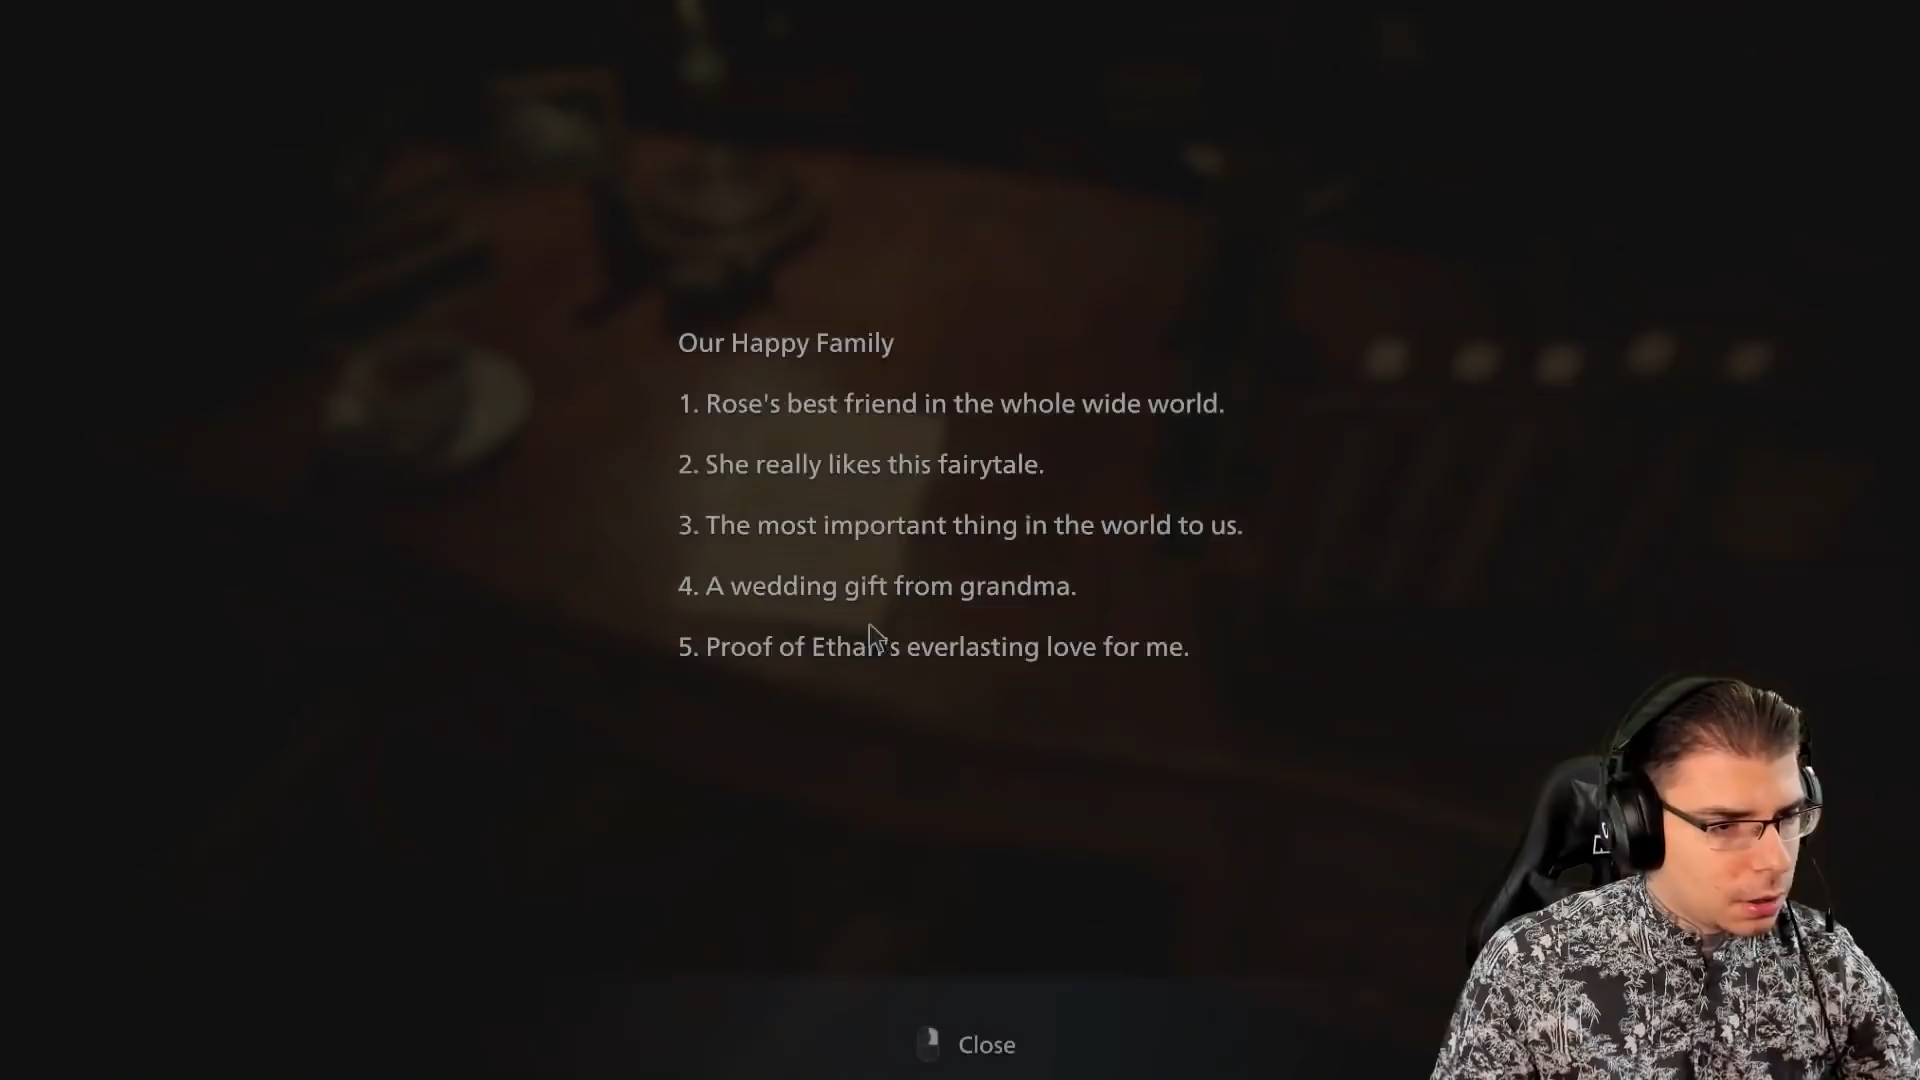 Our Happy Family
1. Rose's best friend in the whole wide world.
2. She really likes this fairytale.
3. The most important thing in the world to us.
4. A wedding gift from grandma.
5. Proof of Ethan's everlasting love for me.
Close